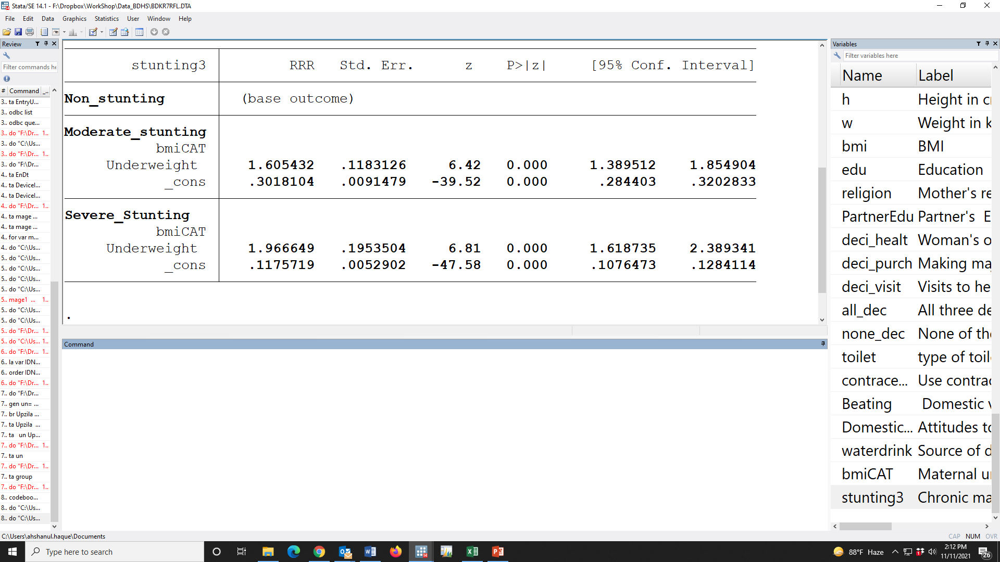 Stata/SE 14.1 - F:\Dropbox\WorkShop\Data_BDHS\BDKR7RFL.DTA
File Edit Data Graphics Statistics User Window Help
Review
Filter commands he
# Command _..
3.. ta EntryU...
3.. odbc list
3.. odbc que...
3.. do "F:\Dr... 1..
3.. do "C:\Us...
3.. do "F:\Dr... 1..
3.. do "F:\Dr...
4.. ta EnDt
4.. ta DeviceI...
4.. ta DeviceI...
4.. do "F:\Dr... 1..
4.. ta mage ...
4.. ta mage ...
4.. for var m...
4.. do "C:\Us...
5.. do "C:\Us...
5.. do "C:\Us...
5.. do "C:\Us...
5.. do "C:\Us...
5.. mage1 ... 1..
5.. do "C:\Us...
5.. do "C:\Us...
5.. do "F:\Dr... 1..
5.. do "C:\Us... 1..
6.. do "F:\Dr... 1..
6.. la var IDN...
6.. order IDN...
6.. do "F:\Dr... 1..
7.. do "F:\Dr...
7.. gen un= ...
7.. br Upzila ...
7.. ta Upzila ...
7.. ta un Up...
7.. do "F:\Dr... 1..
7.. ta un
7.. do "F:\Dr... 1..
7.. ta group
7.. do "F:\Dr... 1..
8.. codeboo...
8.. do "C:\Us...
8.. do "C:\Us...
stunting3 RRR Std. Err. z P>|z| [95% Conf. Interval]
Non_stunting (base outcome)
Moderate_stunting
bmiCAT
Underweight 1.605432 .1183126 6.42 0.000 1.389512 1.854904
_cons .3018104 .0091479 -39.52 0.000 .284403 .3202833
Severe_Stunting
bmiCAT
Underweight 1.966649 .1953504 6.81 0.000 1.618735 2.389341
_cons .1175719 .0052902 -47.58 0.000 .1076473 .1284114
.
Command
Variables
Filter variables here
Name Label
h Height in c
w Weight in k
bmi BMI
edu Education
religion Mother's re
PartnerEdu Partner's E
deci_healt Woman's o
deci_purch Making ma
deci_visit Visits to he
all_dec All three de
none_dec None of th
toilet type of toil
contrace... Use contrac
Beating Domestic v
Domestic... Attitudes to
waterdrink Source of d
bmiCAT Maternal u
stunting3 Chronic ma
C:\Users\ahshanul.haque\Documents
CAP NUM OVR
Type here to search
14
88°F Haze
2:12 PM
11/11/2021
26